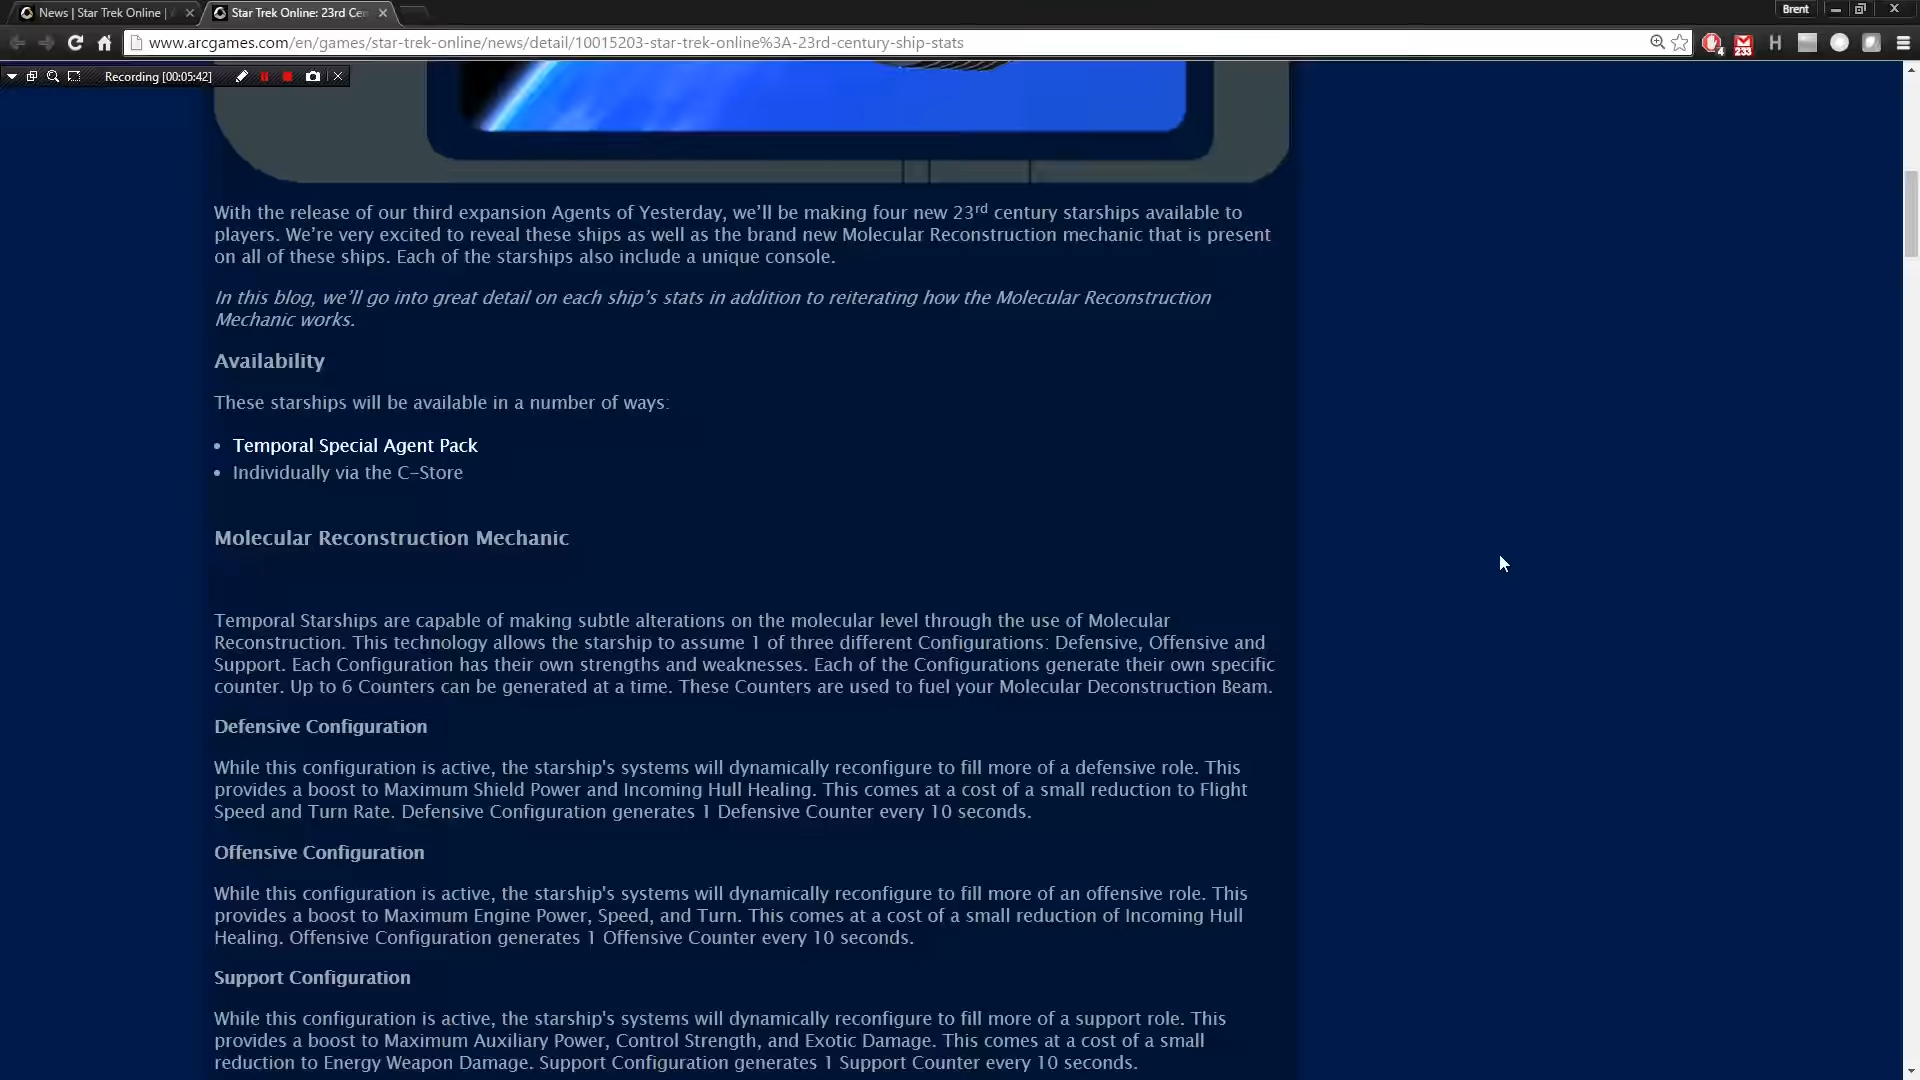 News | Star Trek Online |
Star Trek Online: 23rd Cen
Brent
www.arcgames.com/en/games/star-trek-online/news/detail/10015203-star-trek-online%3A-23rd-century-ship-stats
4
233
H
Recording [00:05:42]
With the release of our third expansion Agents of Yesterday, we’ll be making four new 23rd century starships available to
players. We’re very excited to reveal these ships as well as the brand new Molecular Reconstruction mechanic that is present
on all of these ships. Each of the starships also include a unique console.
In this blog, we’ll go into great detail on each ship’s stats in addition to reiterating how the Molecular Reconstruction
Mechanic works.
Availability
These starships will be available in a number of ways:
• Temporal Special Agent Pack
• Individually via the C-Store
Molecular Reconstruction Mechanic
Temporal Starships are capable of making subtle alterations on the molecular level through the use of Molecular
Reconstruction. This technology allows the starship to assume 1 of three different Configurations: Defensive, Offensive and
Support. Each Configuration has their own strengths and weaknesses. Each of the Configurations generate their own specific
counter. Up to 6 Counters can be generated at a time. These Counters are used to fuel your Molecular Deconstruction Beam.
Defensive Configuration
While this configuration is active, the starship's systems will dynamically reconfigure to fill more of a defensive role. This
provides a boost to Maximum Shield Power and Incoming Hull Healing. This comes at a cost of a small reduction to Flight
Speed and Turn Rate. Defensive Configuration generates 1 Defensive Counter every 10 seconds.
Offensive Configuration
While this configuration is active, the starship's systems will dynamically reconfigure to fill more of an offensive role. This
provides a boost to Maximum Engine Power, Speed, and Turn. This comes at a cost of a small reduction of Incoming Hull
Healing. Offensive Configuration generates 1 Offensive Counter every 10 seconds.
Support Configuration
While this configuration is active, the starship's systems will dynamically reconfigure to fill more of a support role. This
provides a boost to Maximum Auxiliary Power, Control Strength, and Exotic Damage. This comes at a cost of a small
reduction to Energy Weapon Damage. Support Configuration generates 1 Support Counter every 10 seconds.